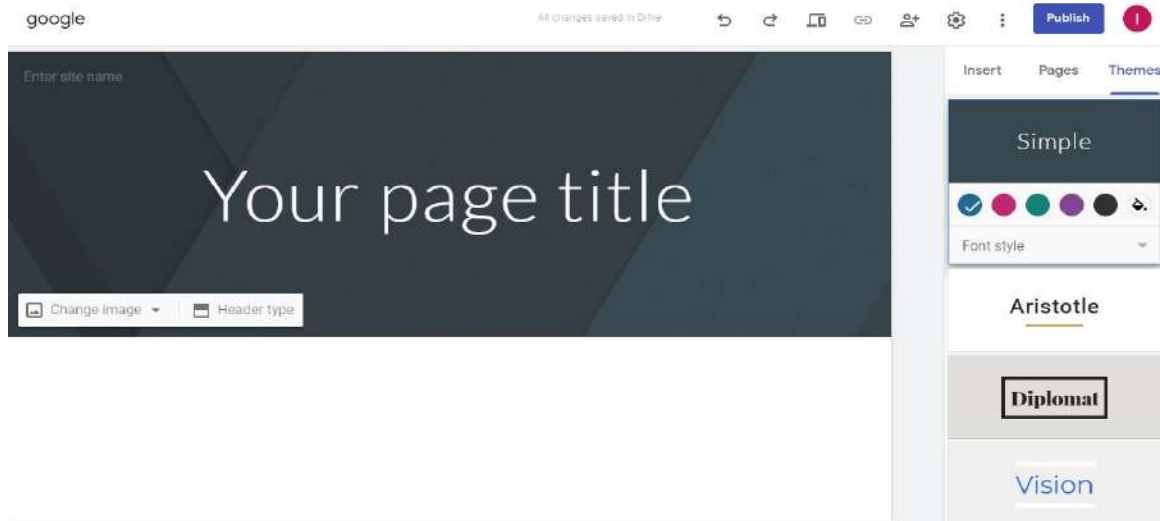 google
All changes saved in Drive
Publish
I
Enter site name
Your page title
Change image
Header type
Insert Pages Themes
Simple
Font style
Aristotle
Diplomat
Vision